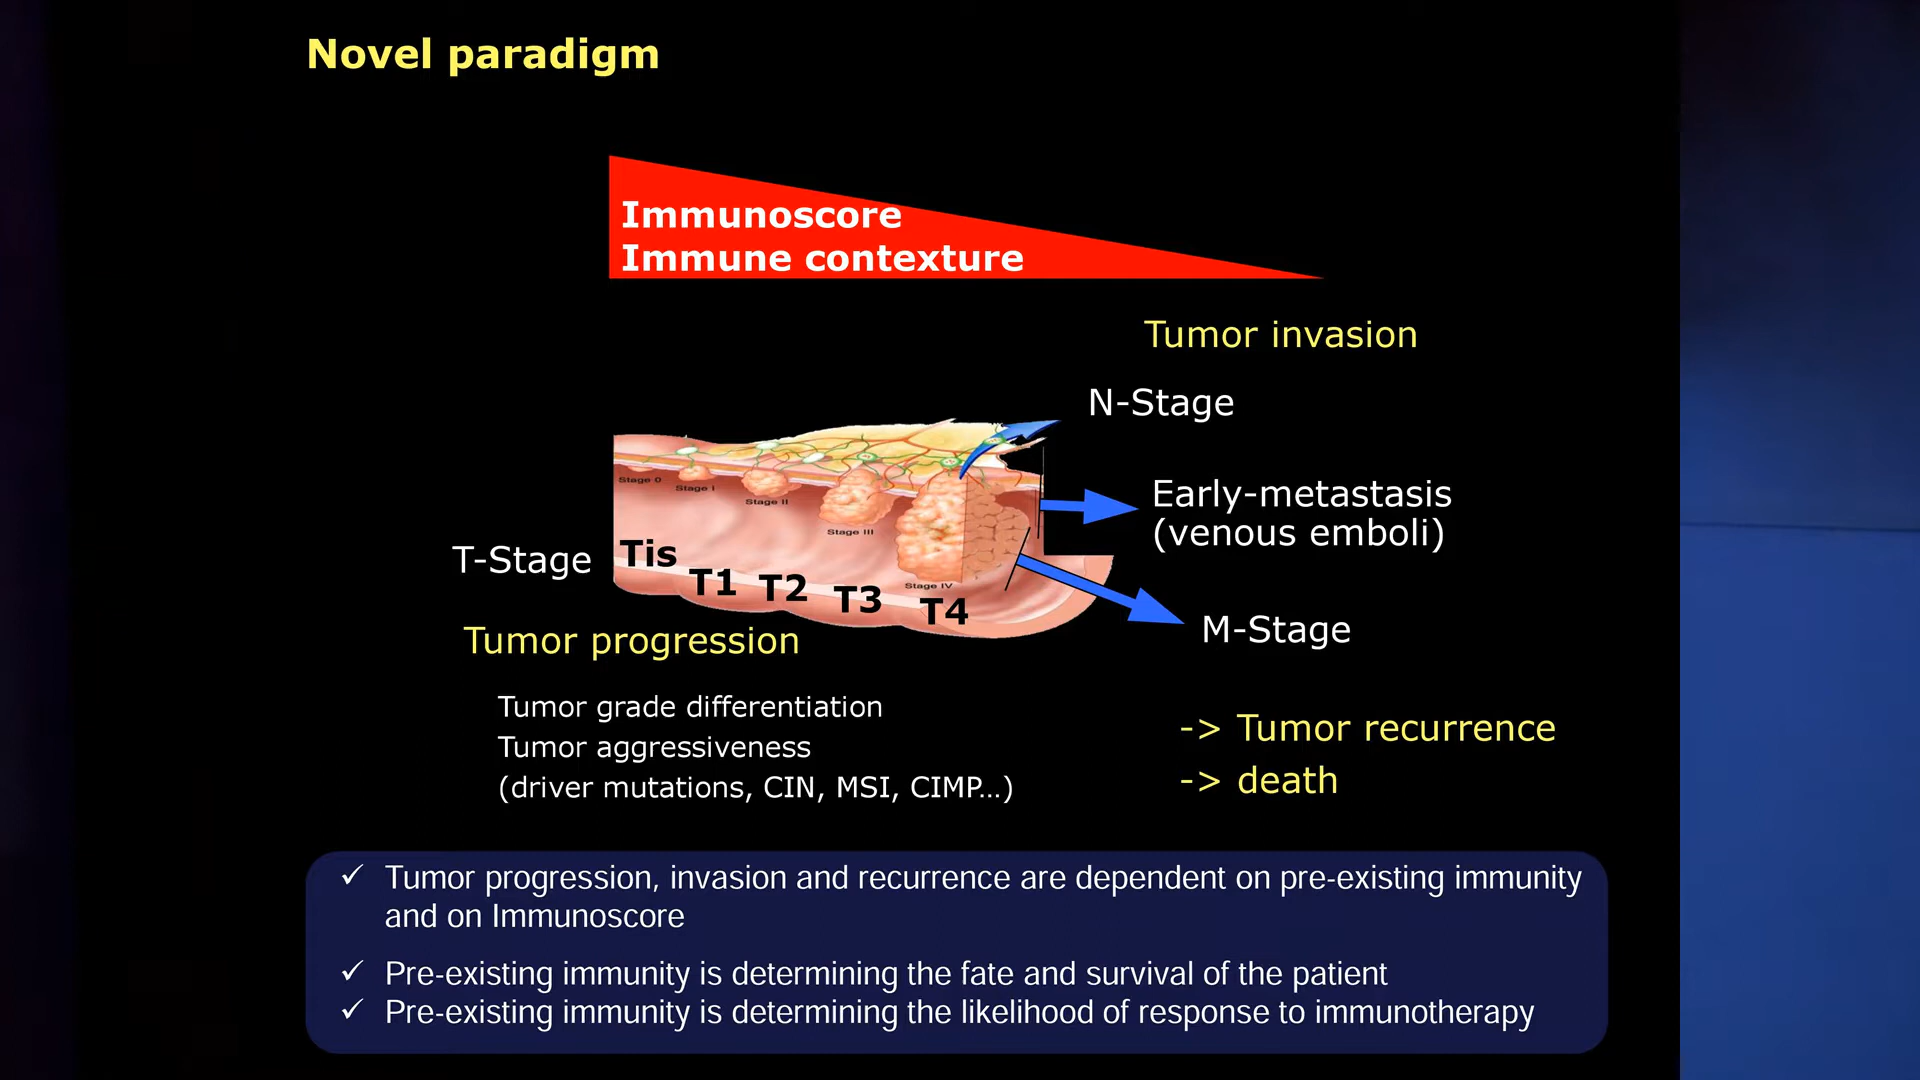 Novel paradigm
Immunoscore
Immune contexture
Tumor invasion
N-Stage
Early-metastasis
(venous emboli)
M-Stage
Stage 0
Stage I
Stage II
Stage III
Stage IV
T-Stage
Tis
T1
T2
T3
T4
Tumor progression
Tumor grade differentiation
Tumor aggressiveness
(driver mutations, CIN, MSI, CIMP...)
-> Tumor recurrence
-> death
✓ Tumor progression, invasion and recurrence are dependent on pre-existing immunity
and on Immunoscore
✓ Pre-existing immunity is determining the fate and survival of the patient
✓ Pre-existing immunity is determining the likelihood of response to immunotherapy